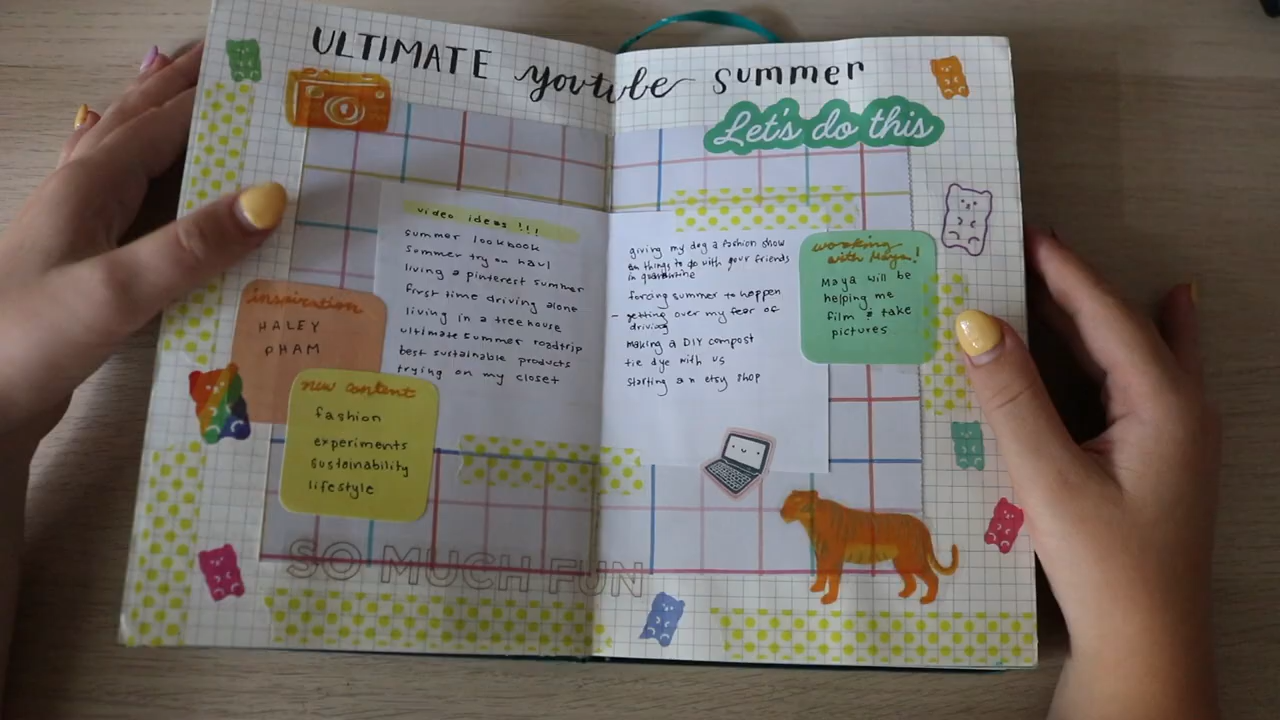 ULTIMATE youtube summer
Let's do this
video ideas !!!
summer lookbook
summer try on haul
living a pinterest summer
first time driving alone
living in a treehouse
ultimate summer roadtrip
best sustainable products
trying on my closet
inspiration
HALEY
PHAM
new content
fashion
experiments
sustainability
lifestyle
SO MUCH FUN
giving my dog a fashion show
things to do with your friends
in quarantine
forcing summer to happen
- getting over my fear of
driving
making a DIY compost
tie dye with us
starting an etsy shop
working
with Maya!
Maya will be
helping me
film & take
pictures